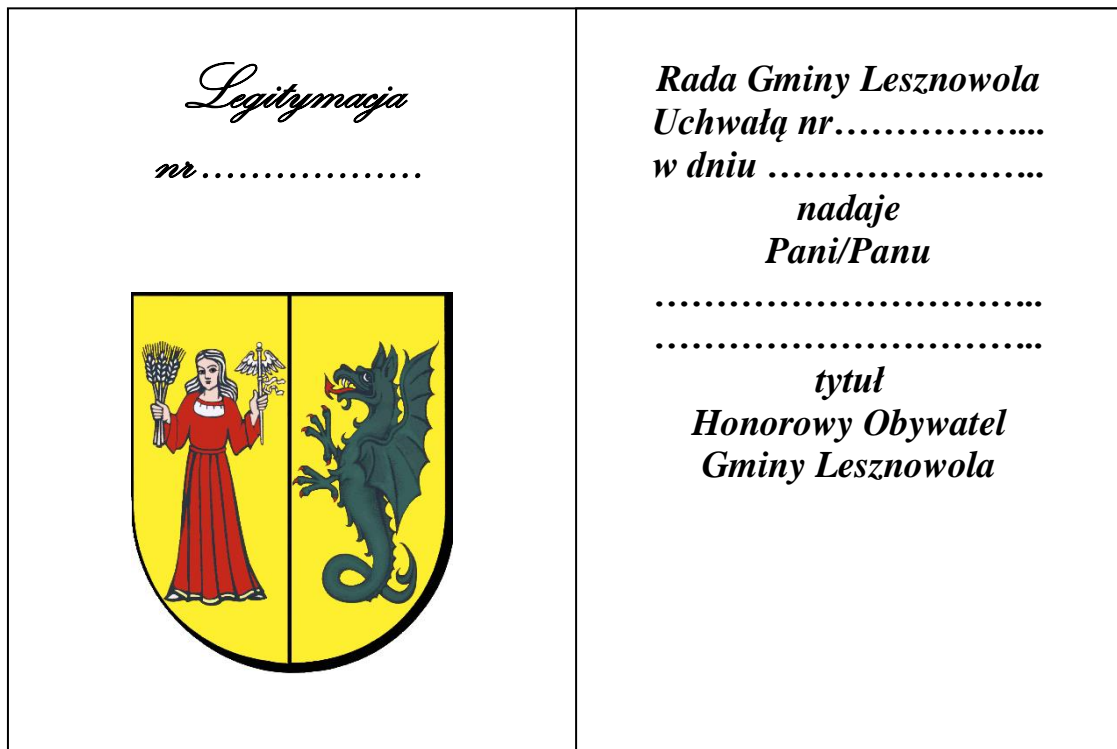 Legitymacja
nr………………
Rada Gminy Lesznowola
Uchwałą nr……………....
w dniu …………………..
nadaje
Pani/Panu
…………………………..
…………………………..
tytuł
Honorowy Obywatel
Gminy Lesznowola